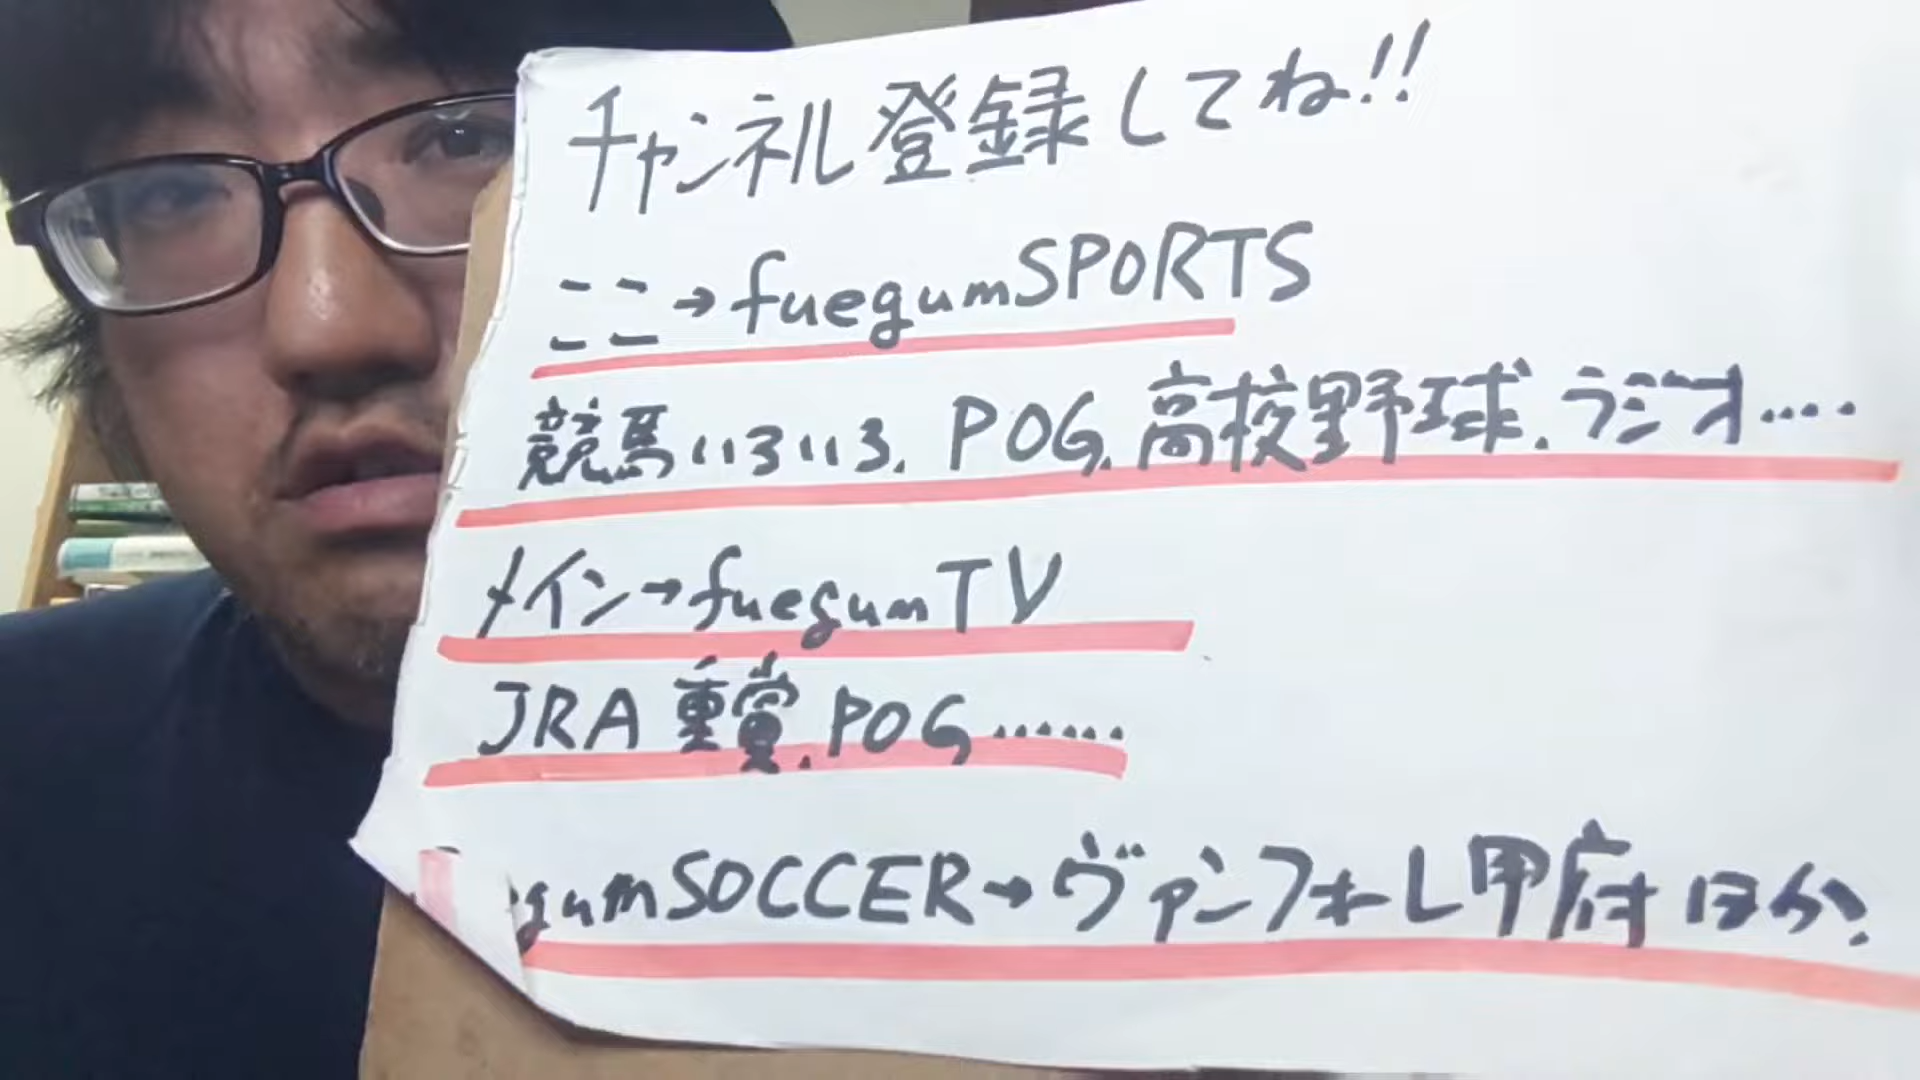 チャンネル登録してね!!
ここ→fuegumSPORTS
競馬いろいろ、POG、高校野球、ラジオ‥‥
メイン→fuegumTV
JRA重賞、POG‥‥‥
gumSOCCER→ヴァンフォーレ甲府ほか、